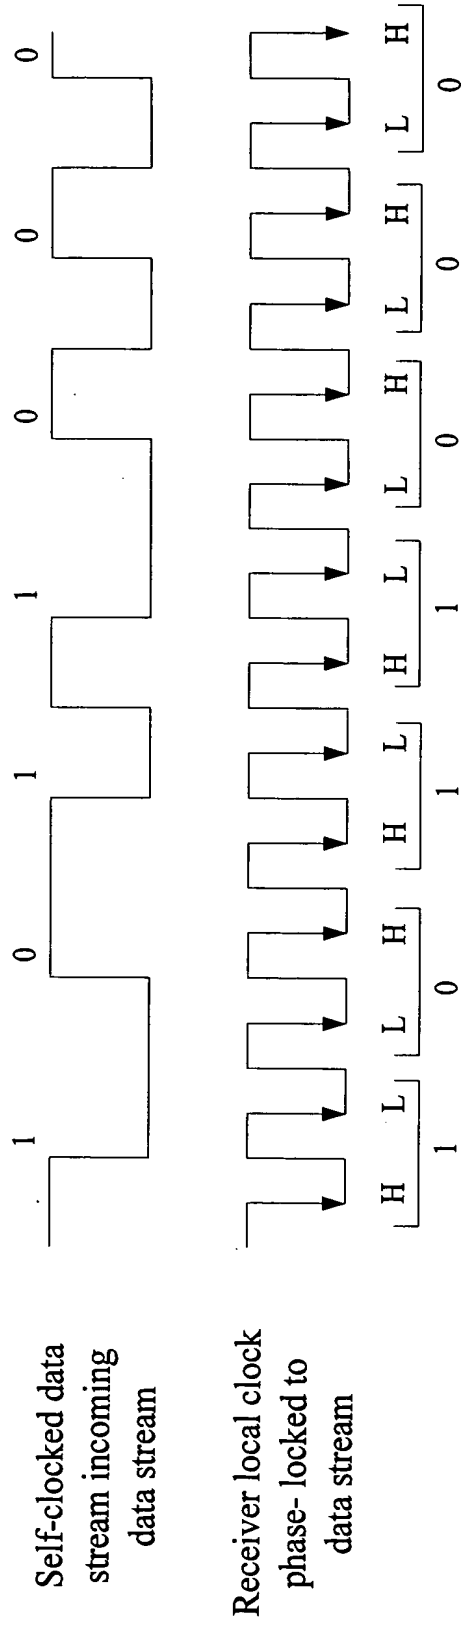 1 0 1 1 0 0 0
Self-clocked data
stream incoming
data stream
Receiver local clock
phase- locked to
data stream
H L L H H L H L L H L H L H
1 0 1 1 0 0 0